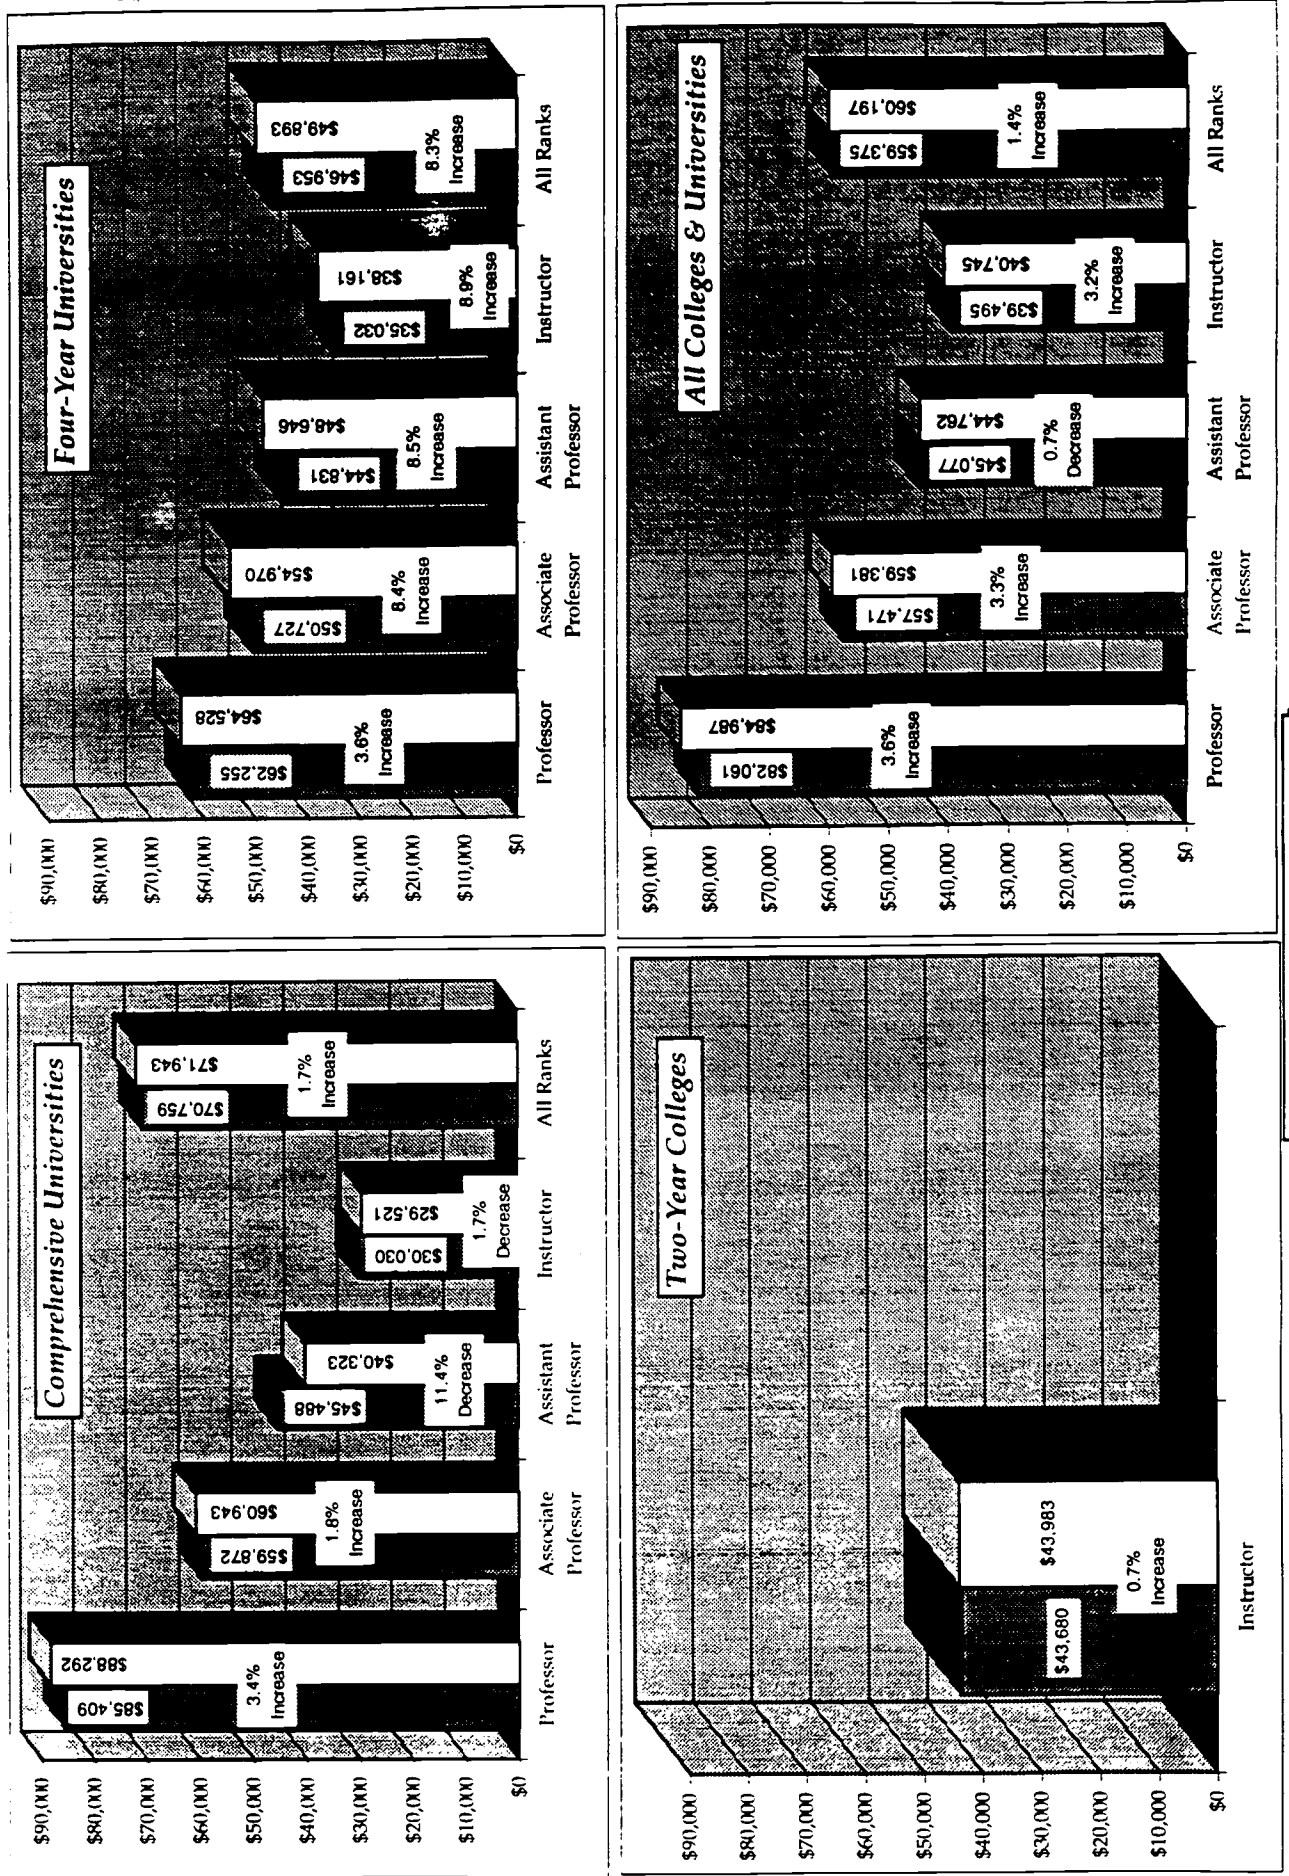 Comprehensive Universities
$90,000
$80,000
$70,000
$60,000
$50,000
$40,000
$30,000
$20,000
$10,000
$0
$85,409
$88,292
3.4%
Increase
$59,872
$60,943
1.8%
Increase
$45,488
$40,323
11.4%
Decrease
$30,030
$29,521
1.7%
Decrease
$70,759
$71,943
1.7%
Increase
Professor
Associate
Professor
Assistant
Professor
Instructor
All Ranks
Four-Year Universities
$90,000
$80,000
$70,000
$60,000
$50,000
$40,000
$30,000
$20,000
$10,000
$0
$62,255
$64,528
3.6%
Increase
$50,727
$54,970
8.4%
Increase
$44,831
$48,646
8.5%
Increase
$35,032
$38,161
8.9%
Increase
$46,953
$49,893
8.3%
Increase
Professor
Associate
Professor
Assistant
Professor
Instructor
All Ranks
Two-Year Colleges
$90,000
$80,000
$70,000
$60,000
$50,000
$40,000
$30,000
$20,000
$10,000
$0
$43,680
$43,983
0.7%
Increase
Instructor
All Colleges & Universities
$90,000
$80,000
$70,000
$60,000
$50,000
$40,000
$30,000
$20,000
$10,000
$0
$82,061
$84,987
3.6%
Increase
$57,471
$59,381
3.3%
Increase
$45,077
$44,762
0.7%
Decrease
$39,495
$40,745
3.2%
Increase
$59,375
$60,197
1.4%
Increase
Professor
Associate
Professor
Assistant
Professor
Instructor
All Ranks